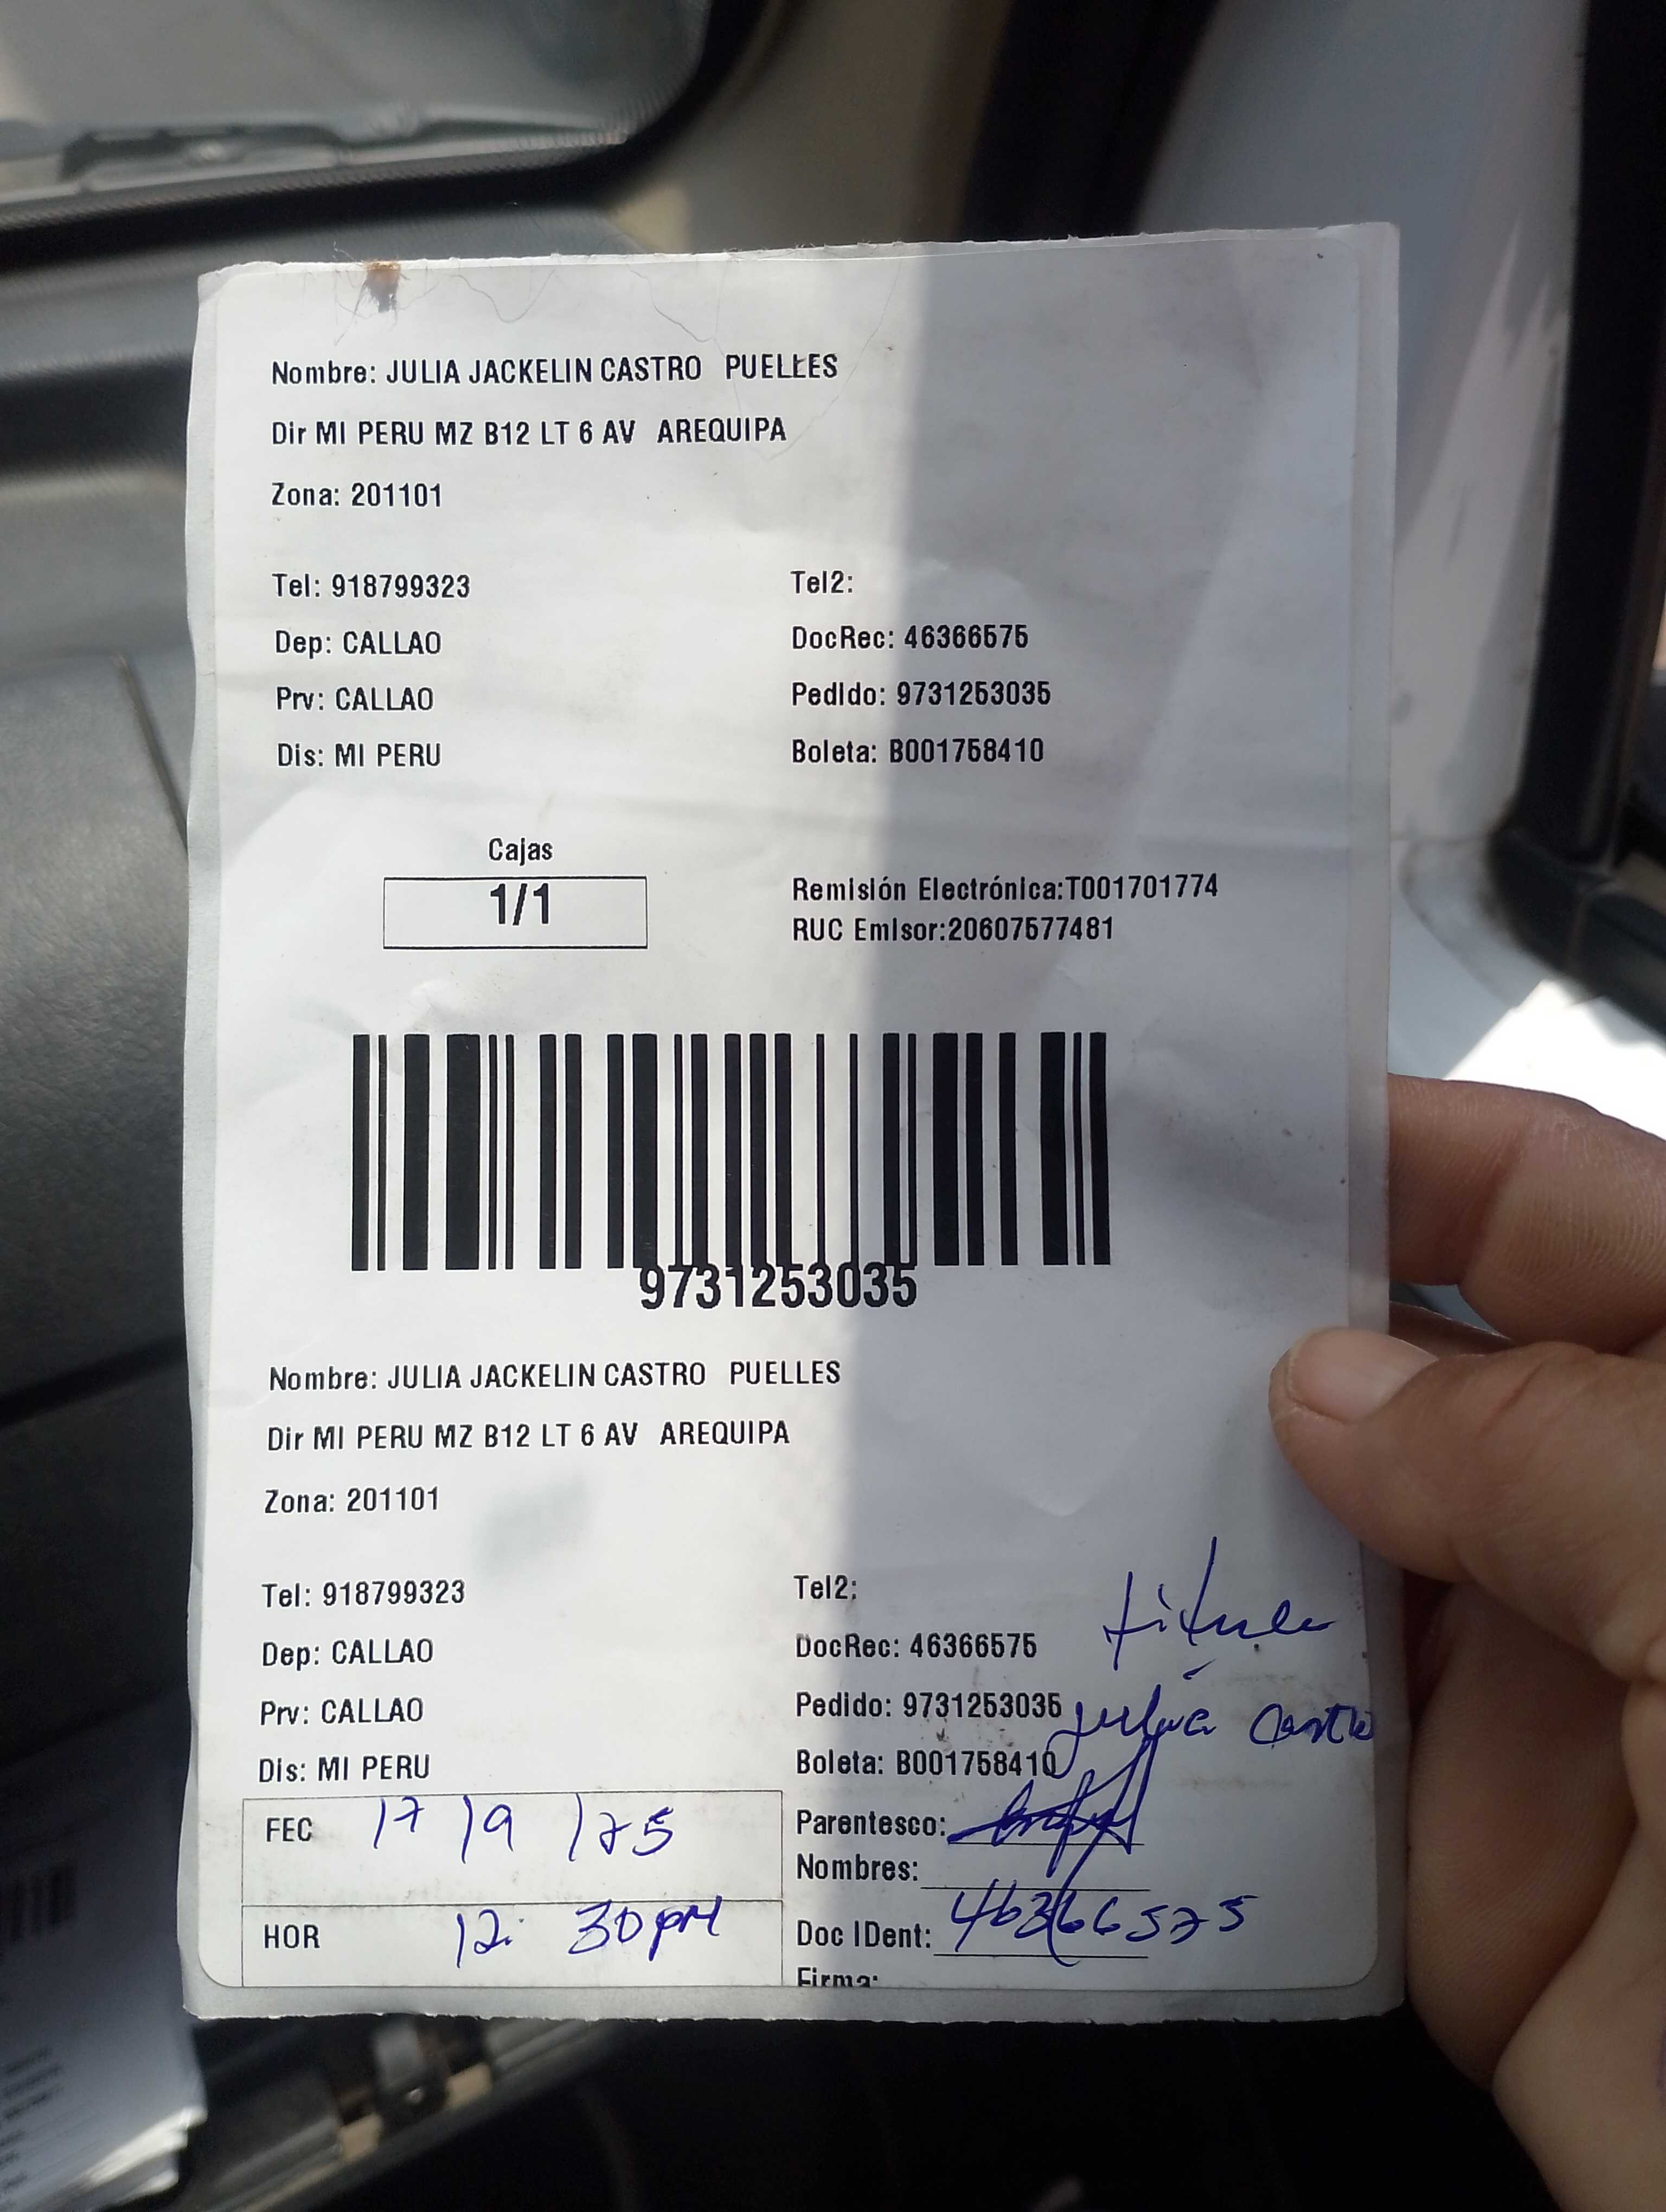 Nombre: JULIA JACKELIN CASTRO PUELLES
Dir MI PERU MZ B12 LT 6 AV AREQUIPA
Zona: 201101
Tel: 918799323 Tel2:
Dep: CALLAO DocRec: 46366575
Prv: CALLAO Pedido: 9731253035
Dis: MI PERU Boleta: B001758410
Cajas
1/1
Remisión Electrónica:T001701774
RUC Emisor:20607577481
9731253035
Nombre: JULIA JACKELIN CASTRO PUELLES
Dir MI PERU MZ B12 LT 6 AV AREQUIPA
Zona: 201101
Tel: 918799323 Tel2:
titular
Dep: CALLAO DocRec: 46366575
Prv: CALLAO Pedido: 9731253035
Julia Castro
Dis: MI PERU Boleta: B001758410
FEC 17/9/25 Parentesco:
Nombres:
HOR 12:30pm Doc IDent: 46366575
Firma: